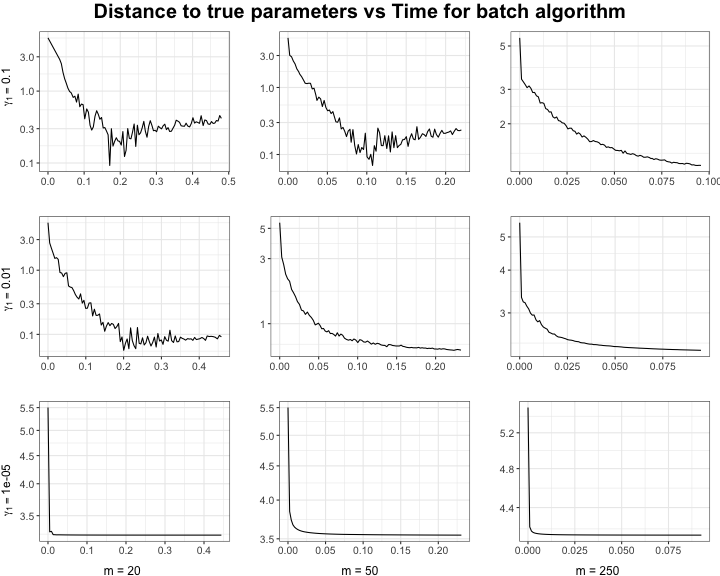 Distance to true parameters vs Time for batch algorithm
γ1 = 0.1
3.0
1.0
0.3
0.1
0.0 0.1 0.2 0.3 0.4 0.5
3.0
1.0
0.3
0.1
0.00 0.05 0.10 0.15 0.20
5
3
2
0.000 0.025 0.050 0.075 0.100
γ1 = 0.01
3.0
1.0
0.3
0.1
0.0 0.1 0.2 0.3 0.4
5
3
1
0.00 0.05 0.10 0.15 0.20
5
4
3
0.000 0.025 0.050 0.075
γ1 = 1e-05
5.5
5.0
4.5
4.0
3.5
0.0 0.1 0.2 0.3 0.4
5.5
5.0
4.5
4.0
3.5
0.00 0.05 0.10 0.15 0.20
5.2
4.8
4.4
0.000 0.025 0.050 0.075
m = 20
m = 50
m = 250